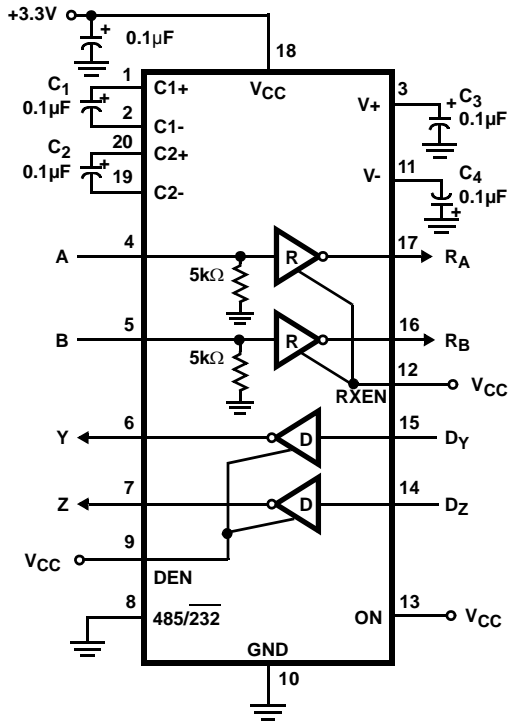 +3.3V
0.1µF
18
VCC
C1
0.1µF
1
C1+
2
C1-
C2
0.1µF
20
C2+
19
C2-
3
V+
C3
0.1µF
11
V-
C4
0.1µF
A
4
5kΩ
R
17
RA
B
5
5kΩ
R
16
RB
RXEN
12
VCC
Y
6
D
15
DY
Z
7
D
14
DZ
VCC
9
DEN
8
485/232
ON
13
VCC
GND
10